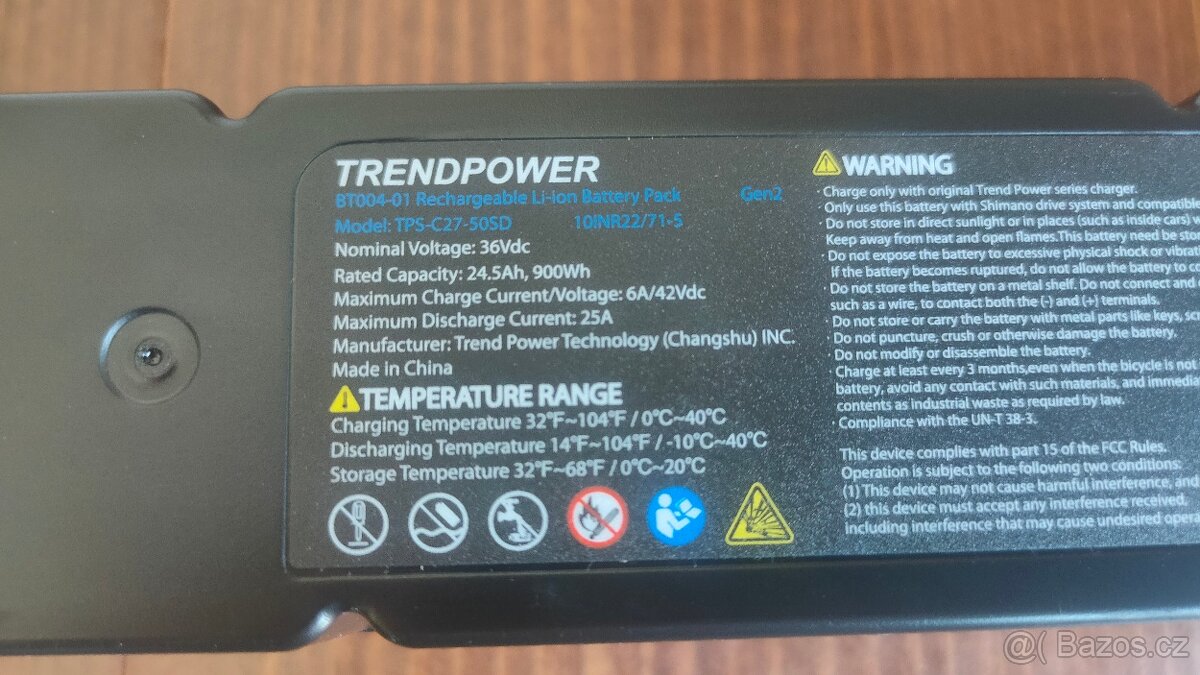 TRENDPOWER
BT004-01 Rechargeable Li-ion Battery Pack Gen2
Model: TPS-C27-50SD 10INR22/71-5
Nominal Voltage: 36Vdc
Rated Capacity: 24.5Ah, 900Wh
Maximum Charge Current/Voltage: 6A/42Vdc
Maximum Discharge Current: 25A
Manufacturer: Trend Power Technology (Changshu) INC.
Made in China
TEMPERATURE RANGE
Charging Temperature 32°F~104°F / 0°C~40°C
Discharging Temperature 14°F~104°F / -10°C~40°C
Storage Temperature 32°F~68°F / 0°C~20°C
WARNING
· Charge only with original Trend Power series charger.
· Only use this battery with Shimano drive system and compatible
· Do not store in direct sunlight or in places (such as inside cars)
Keep away from heat and open flames.This battery need be
· Do not expose the battery to excessive physical shock or
If the battery becomes ruptured, do not allow the battery to
· Do not store the battery on a metal shelf. Do not connect and
such as a wire, to contact both the (-) and (+) terminals.
· Do not store or carry the battery with metal parts like keys,
· Do not puncture, crush or otherwise damage the battery.
· Do not modify or disassemble the battery.
· Charge at least every 3 months,even when the bicycle is not
battery, avoid any contact with such materials, and
contents as industrial waste as required by law.
· Compliance with the UN-T 38-3.
This device complies with part 15 of the FCC Rules.
Operation is subject to the following two conditions:
(1) This device may not cause harmful interference, and
(2) this device must accept any interference received,
including interference that may cause undesired
@( Bazos.cz